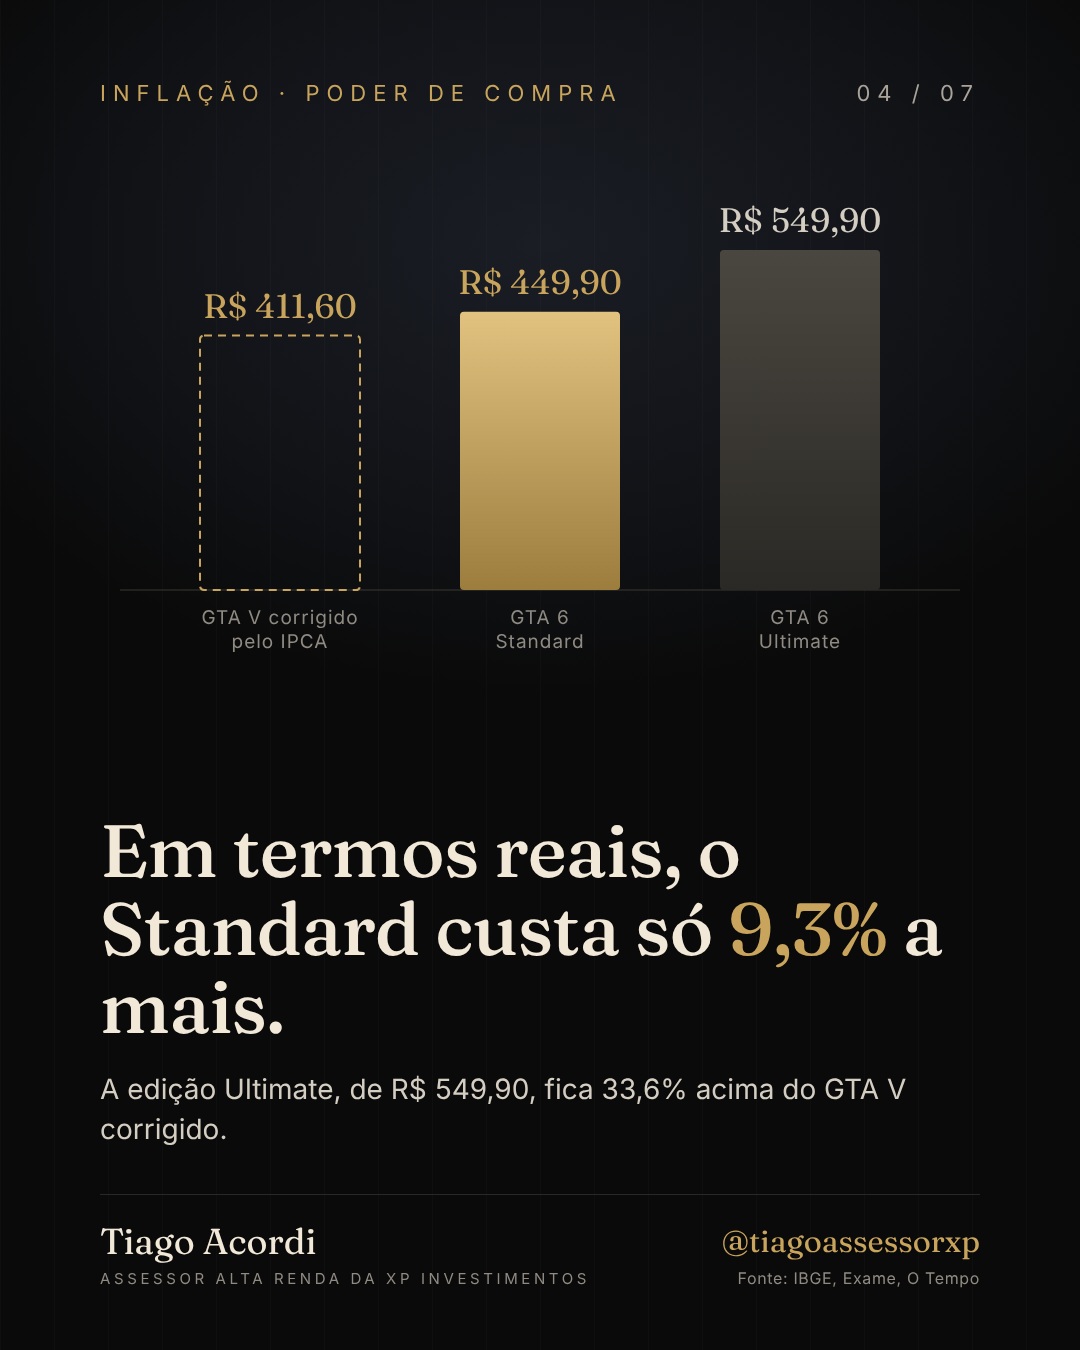 INFLAÇÃO · PODER DE COMPRA
04 / 07
R$ 411,60
R$ 449,90
R$ 549,90
GTA V corrigido
pelo IPCA
GTA 6
Standard
GTA 6
Ultimate
Em termos reais, o
Standard custa só 9,3% a
mais.
A edição Ultimate, de R$ 549,90, fica 33,6% acima do GTA V
corrigido.
Tiago Acordi
ASSESSOR ALTA RENDA DA XP INVESTIMENTOS
@tiagoassessorxp
Fonte: IBGE, Exame, O Tempo